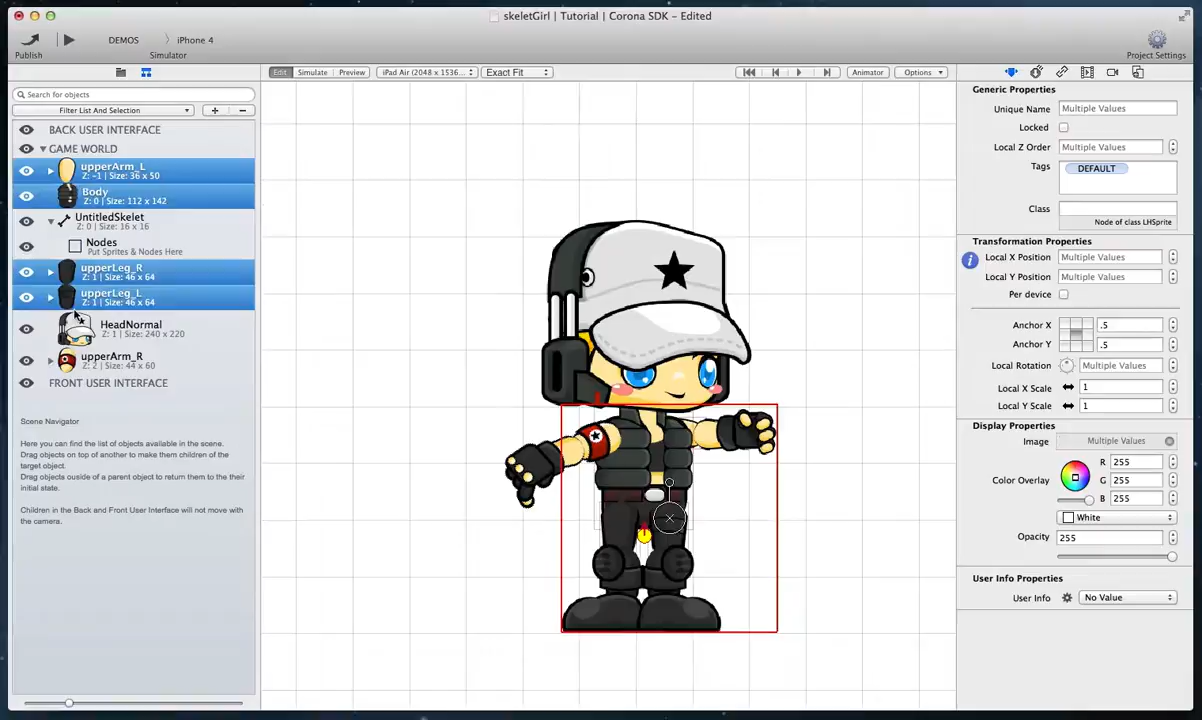 skeletGirl | Tutorial | Corona SDK - Edited
Publish
DEMOS
iPhone 4
Simulator
Project Settings
Edit Simulate Preview
iPad Air (2048 x 1536...
Exact Fit
Animator
Options
Search for objects
Filter List And Selection
BACK USER INTERFACE
GAME WORLD
upperArm_L
Z: -1 | Size: 36 x 50
Body
Z: 0 | Size: 112 x 142
UntitledSkelet
Z: 0 | Size: 16 x 16
Nodes
Put Sprites & Nodes Here
upperLeg_R
Z: 1 | Size: 46 x 64
upperLeg_L
Z: 1 | Size: 46 x 64
HeadNormal
Z: 1 | Size: 240 x 220
upperArm_R
Z: 2 | Size: 44 x 60
FRONT USER INTERFACE
Scene Navigator
Here you can find the list of objects available in the scene.
Drag objects on top of another to make them children of the
target object.
Drag objects ouside of a parent object to return them to their
initial state.
Children in the Back and Front User Interface will not move with
the camera.
Generic Properties
Unique Name Multiple Values
Locked
Local Z Order Multiple Values
Tags DEFAULT
Class
Node of class LHSprite
Transformation Properties
Local X Position Multiple Values
Local Y Position Multiple Values
Per device
Anchor X .5
Anchor Y .5
Local Rotation Multiple Values
Local X Scale 1
Local Y Scale 1
Display Properties
Image Multiple Values
R 255
Color Overlay G 255
B 255
White
Opacity 255
User Info Properties
User Info No Value